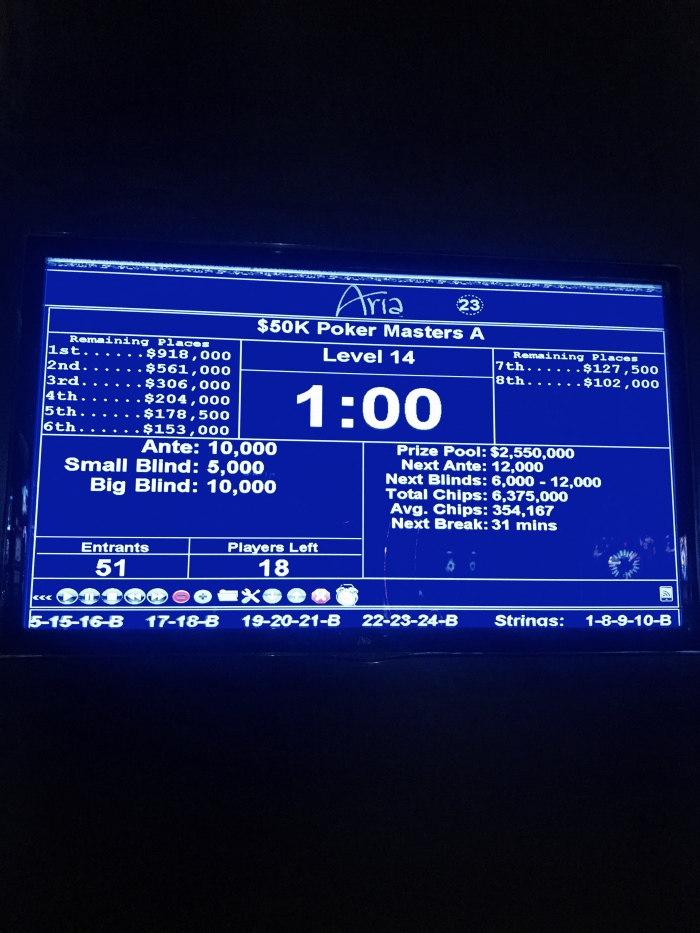 Aria
23
$50K Poker Masters A
Remaining Places
1st......$918,000
2nd......$561,000
3rd......$306,000
4th......$204,000
5th......$178,500
6th......$153,000
Level 14
1:00
Remaining Places
7th......$127,500
8th......$102,000
Ante: 10,000
Small Blind: 5,000
Big Blind: 10,000
Prize Pool: $2,550,000
Next Ante: 12,000
Next Blinds: 6,000 - 12,000
Total Chips: 6,375,000
Avg. Chips: 354,167
Next Break: 31 mins
Entrants
51
Players Left
18
<<<
5-15-16-B 17-18-B 19-20-21-B 22-23-24-B Strings: 1-8-9-10-B